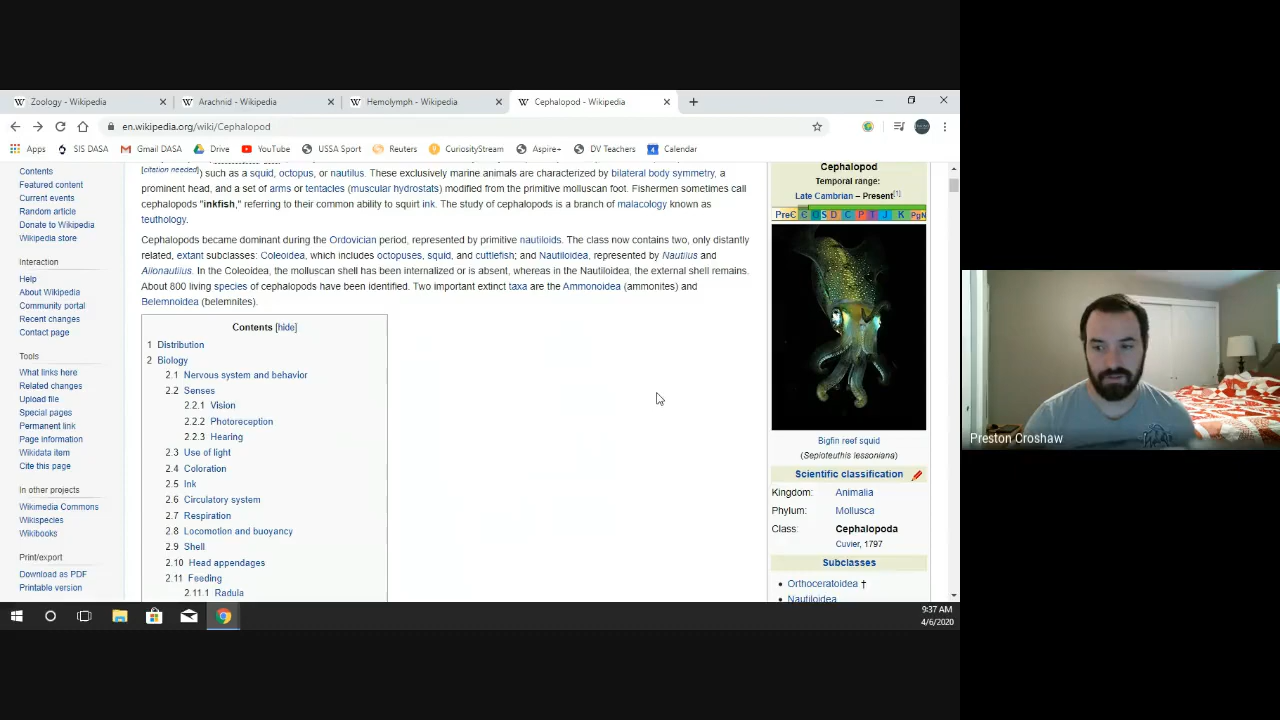 Zoology - Wikipedia
Arachnid - Wikipedia
Hemolymph - Wikipedia
Cephalopod - Wikipedia
en.wikipedia.org/wiki/Cephalopod
Apps
SIS DASA
Gmail DASA
Drive
YouTube
USSA Sport
Reuters
CuriosityStream
Aspire+
DV Teachers
Calendar
Contents
Featured content
Current events
Random article
Donate to Wikipedia
Wikipedia store
Interaction
Help
About Wikipedia
Community portal
Recent changes
Contact page
Tools
What links here
Related changes
Upload file
Special pages
Permanent link
Page information
Wikidata item
Cite this page
In other projects
Wikimedia Commons
Wikispecies
Wikibooks
Print/export
Download as PDF
Printable version
[citation needed]) such as a squid, octopus, or nautilus. These exclusively marine animals are characterized by bilateral body symmetry, a
prominent head, and a set of arms or tentacles (muscular hydrostats) modified from the primitive molluscan foot. Fishermen sometimes call
cephalopods "inkfish," referring to their common ability to squirt ink. The study of cephalopods is a branch of malacology known as
teuthology.
Cephalopods became dominant during the Ordovician period, represented by primitive nautiloids. The class now contains two, only distantly
related, extant subclasses: Coleoidea, which includes octopuses, squid, and cuttlefish; and Nautiloidea, represented by Nautilus and
Allonautilus. In the Coleoidea, the molluscan shell has been internalized or is absent, whereas in the Nautiloidea, the external shell remains.
About 800 living species of cephalopods have been identified. Two important extinct taxa are the Ammonoidea (ammonites) and
Belemnoidea (belemnites).
Contents [hide]
1 Distribution
2 Biology
2.1 Nervous system and behavior
2.2 Senses
2.2.1 Vision
2.2.2 Photoreception
2.2.3 Hearing
2.3 Use of light
2.4 Coloration
2.5 Ink
2.6 Circulatory system
2.7 Respiration
2.8 Locomotion and buoyancy
2.9 Shell
2.10 Head appendages
2.11 Feeding
2.11.1 Radula
Cephalopod
Temporal range:
Late Cambrian – Present[1]
PreЄ Є O S D C P T J K PgN
Bigfin reef squid
(Sepioteuthis lessoniana)
Scientific classification
Kingdom: Animalia
Phylum: Mollusca
Class: Cephalopoda
Cuvier, 1797
Subclasses
• Orthoceratoidea †
• Nautiloidea
9:37 AM
4/6/2020
Preston Croshaw